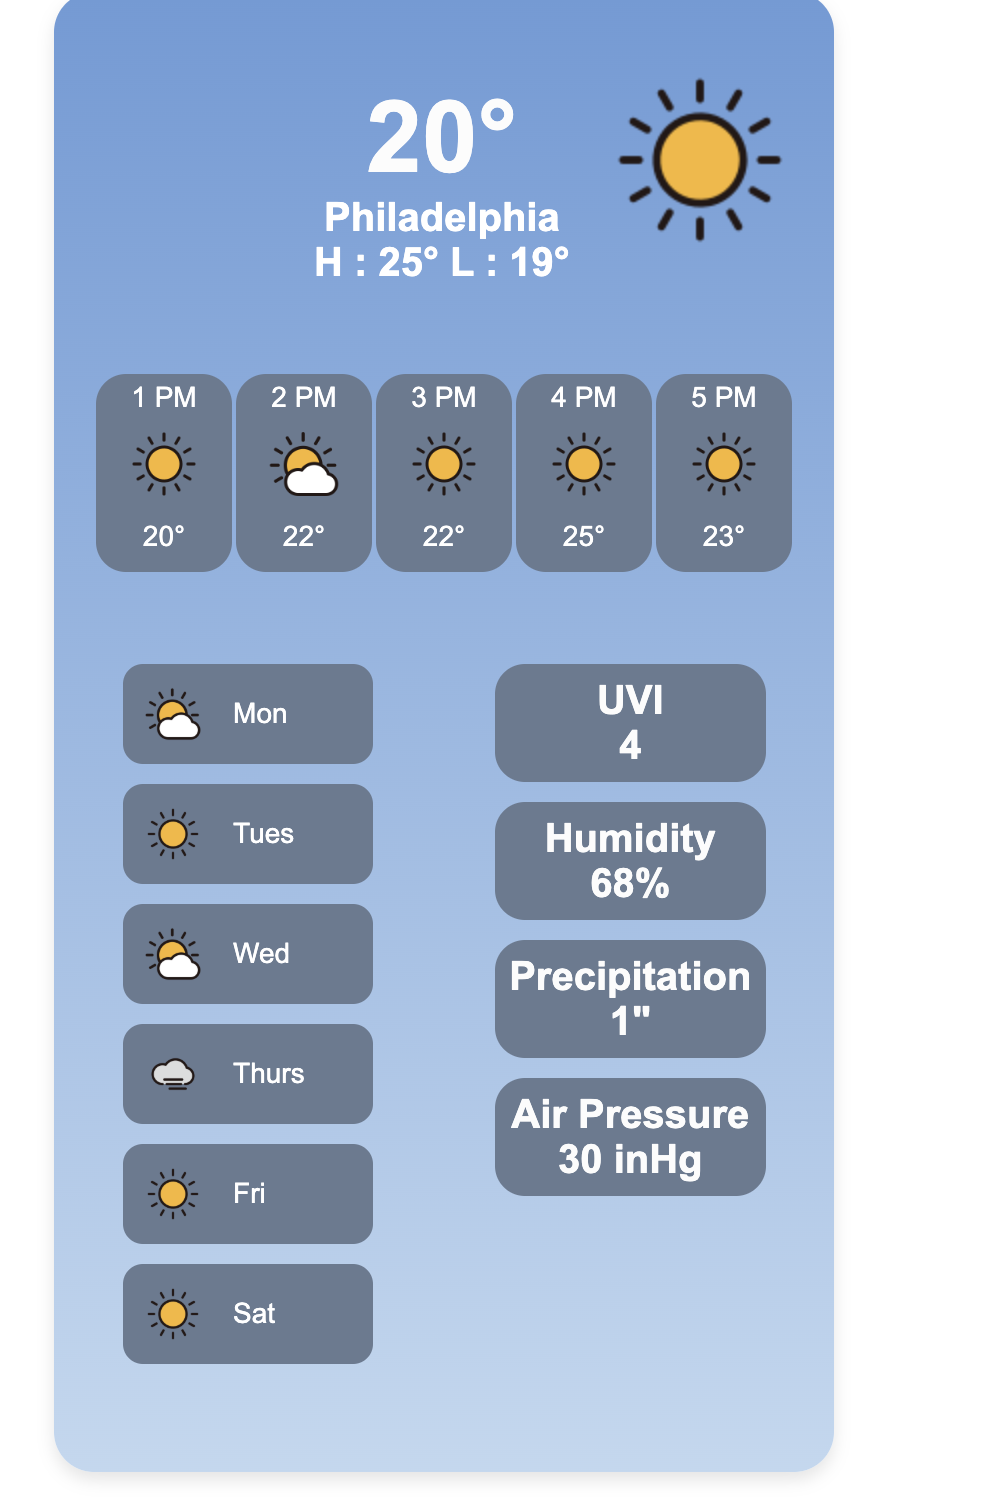 20°
Philadelphia
H : 25° L : 19°
1 PM
20°
2 PM
22°
3 PM
22°
4 PM
25°
5 PM
23°
Mon
Tues
Wed
Thurs
Fri
Sat
UVI
4
Humidity
68%
Precipitation
1"
Air Pressure
30 inHg